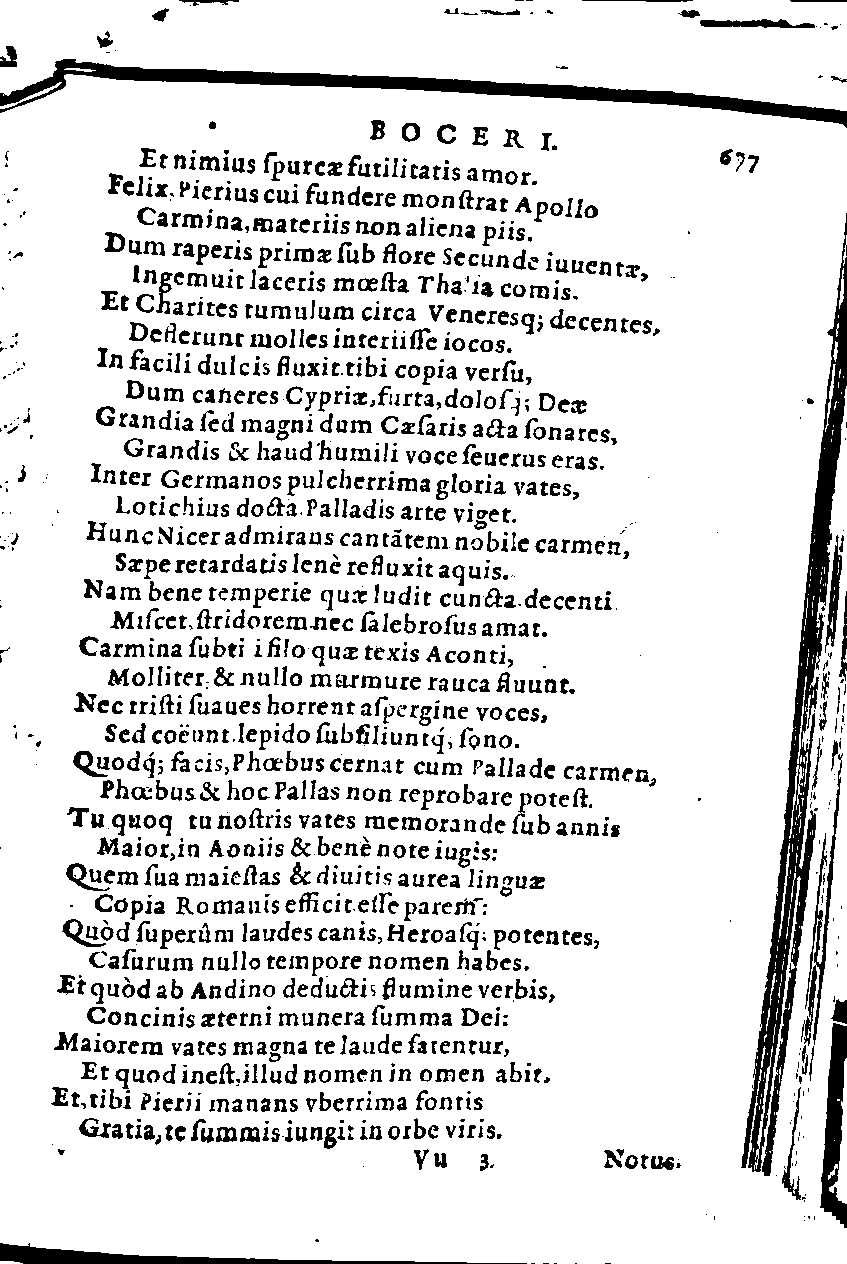 BOCERI. 677
Et nimius ſpurcæ futilitatis amor.
Felix, Pierius cui fundere monſtrat Apollo
Carmina, materiis non aliena piis.
Dum raperis primæ ſub flore Secunde iuuentæ,
Ingemuit laceris mœſta Thalia comis.
Et Charites tumulum circa Veneresq; decentes,
Deflerunt molles interiiſſe iocos.
In facili dulcis fluxit tibi copia verſu,
Dum caneres Cypriæ, furta, doloſq; Deæ
Grandia ſed magni dum Cæſaris acta ſonares,
Grandis & haud humili voce ſeuerus eras.
Inter Germanos pulcherrima gloria vates,
Lotichius docta Palladis arte viget.
Hunc Nicer admirans cantãtem nobile carmen,
Sæpe retardatis lenè refluxit aquis.
Nam bene temperie quæ ludit cuncta decenti
Miſcet, ſtridorem nec ſalebroſus amat.
Carmina ſubti i filo quæ texis Aconti,
Molliter & nullo murmure rauca fluunt.
Nec triſti ſuaues horrent aſpergine voces,
Sed coëunt lepido ſubſiliuntq́; ſono.
Quodq́; facis, Phœbus cernat cum Pallade carmen,
Phœbus & hoc Pallas non reprobare poteſt.
Tu quoq tu noſtris vates memorande ſub annis
Maior, in Aoniis & benè note iugis:
Quem ſua maieſtas & diuitis aurea linguæ
Copia Romanis efficit eſſe parem:
Quòd ſuperûm laudes canis, Heroaſq́; potentes,
Caſurum nullo tempore nomen habes.
Et quòd ab Andino deductis flumine verbis,
Concinis æterni munera ſumma Dei:
Maiorem vates magna te laude fatentur,
Et quod ineſt, illud nomen in omen abit.
Et, tibi Pierii manans vberrima fontis
Gratia, te ſummis iungit in orbe viris.
Vu 3. Notus.